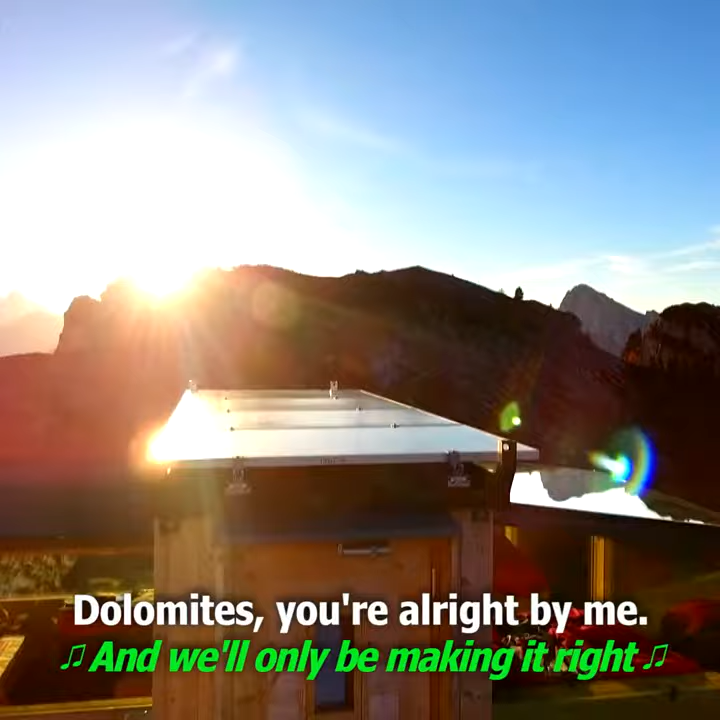 Dolomites, you're alright by me.
♫ And we'll only be making it right ♫